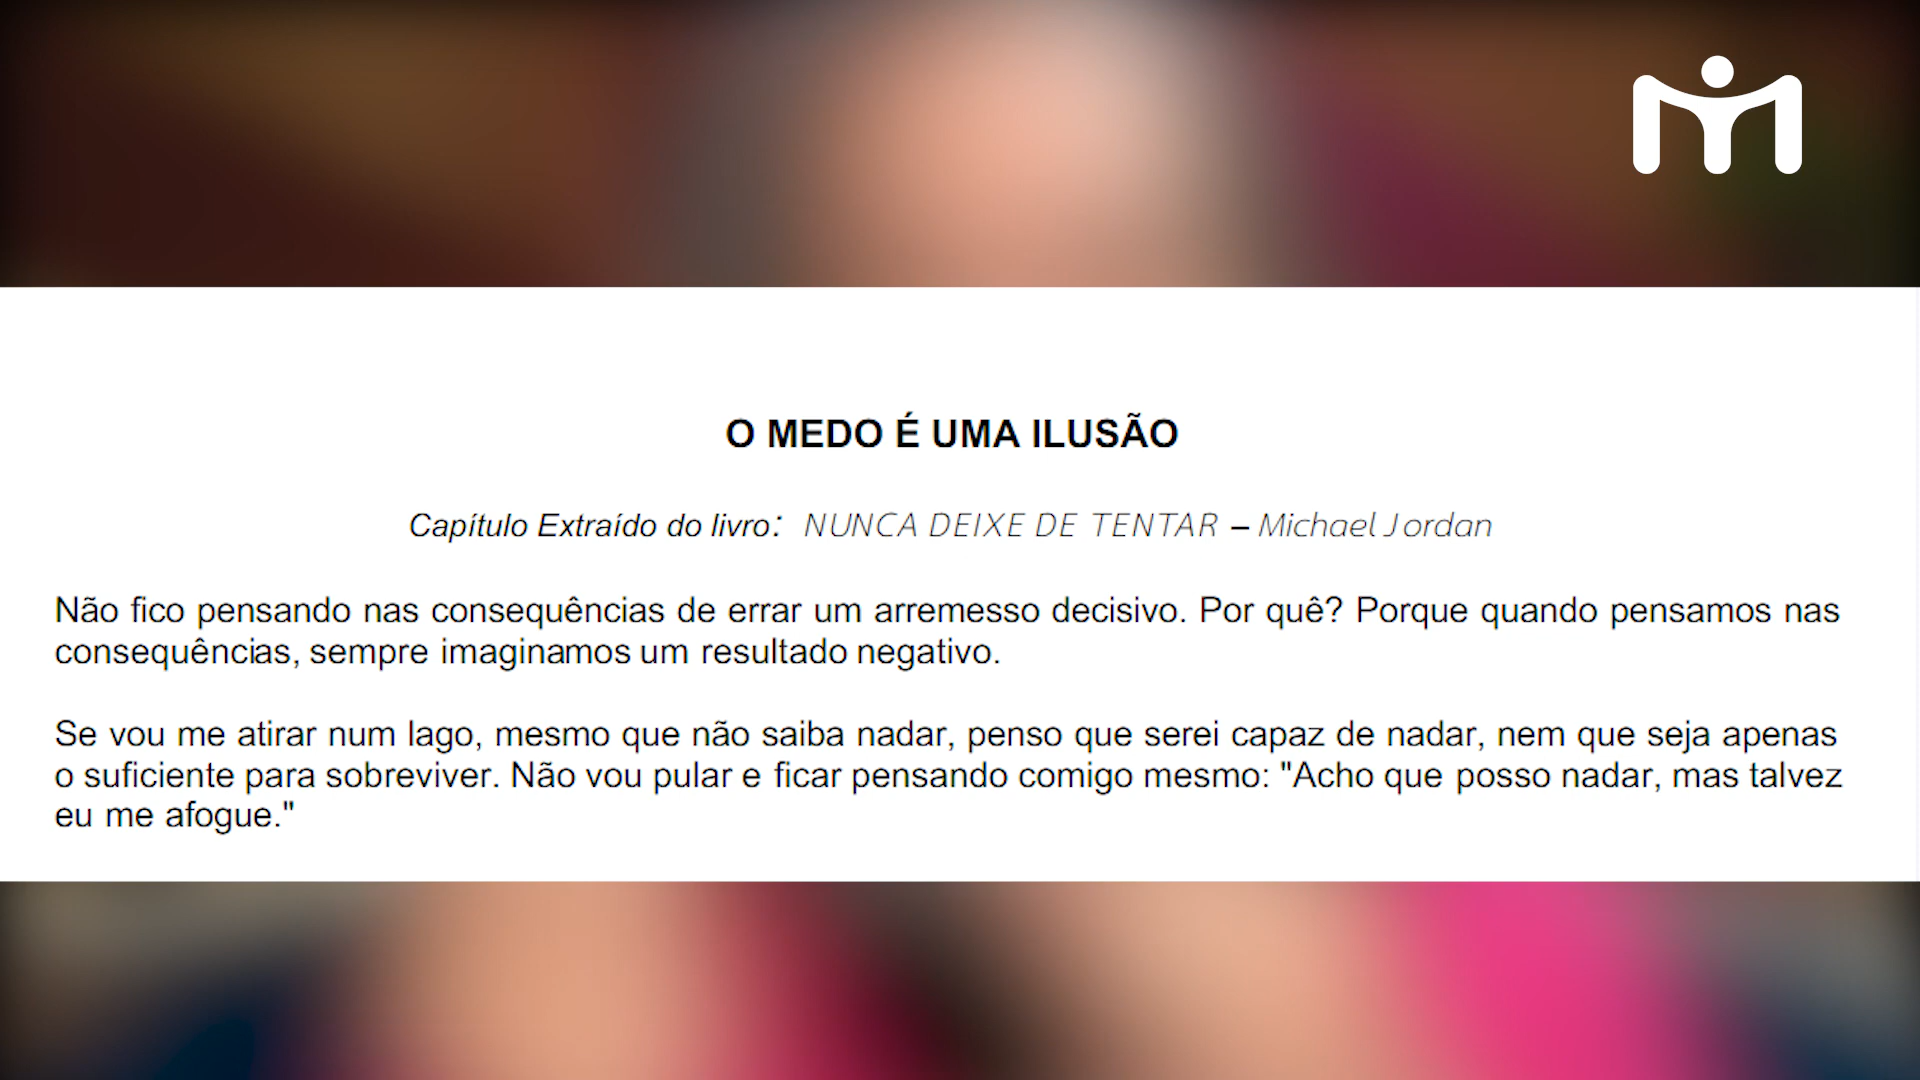 O MEDO É UMA ILUSÃO
Capítulo Extraído do livro: NUNCA DEIXE DE TENTAR – Michael Jordan
Não fico pensando nas consequências de errar um arremesso decisivo. Por quê? Porque quando pensamos nas
consequências, sempre imaginamos um resultado negativo.
Se vou me atirar num lago, mesmo que não saiba nadar, penso que serei capaz de nadar, nem que seja apenas
o suficiente para sobreviver. Não vou pular e ficar pensando comigo mesmo: "Acho que posso nadar, mas talvez
eu me afogue."